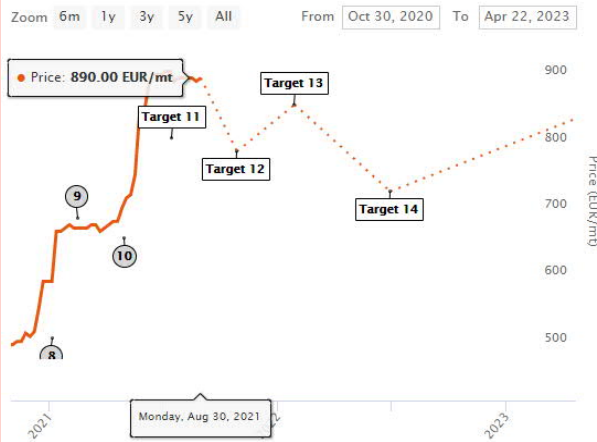 Zoom 6m 1y 3y 5y All From Oct 30, 2020 To Apr 22, 2023
Price: 890.00 EUR/mt
900
Target 13
Target 11
800
Target 12
9
700
Target 14
10
600
500
8
Price (EUR/mt)
Monday, Aug 30, 2021
2021
2023